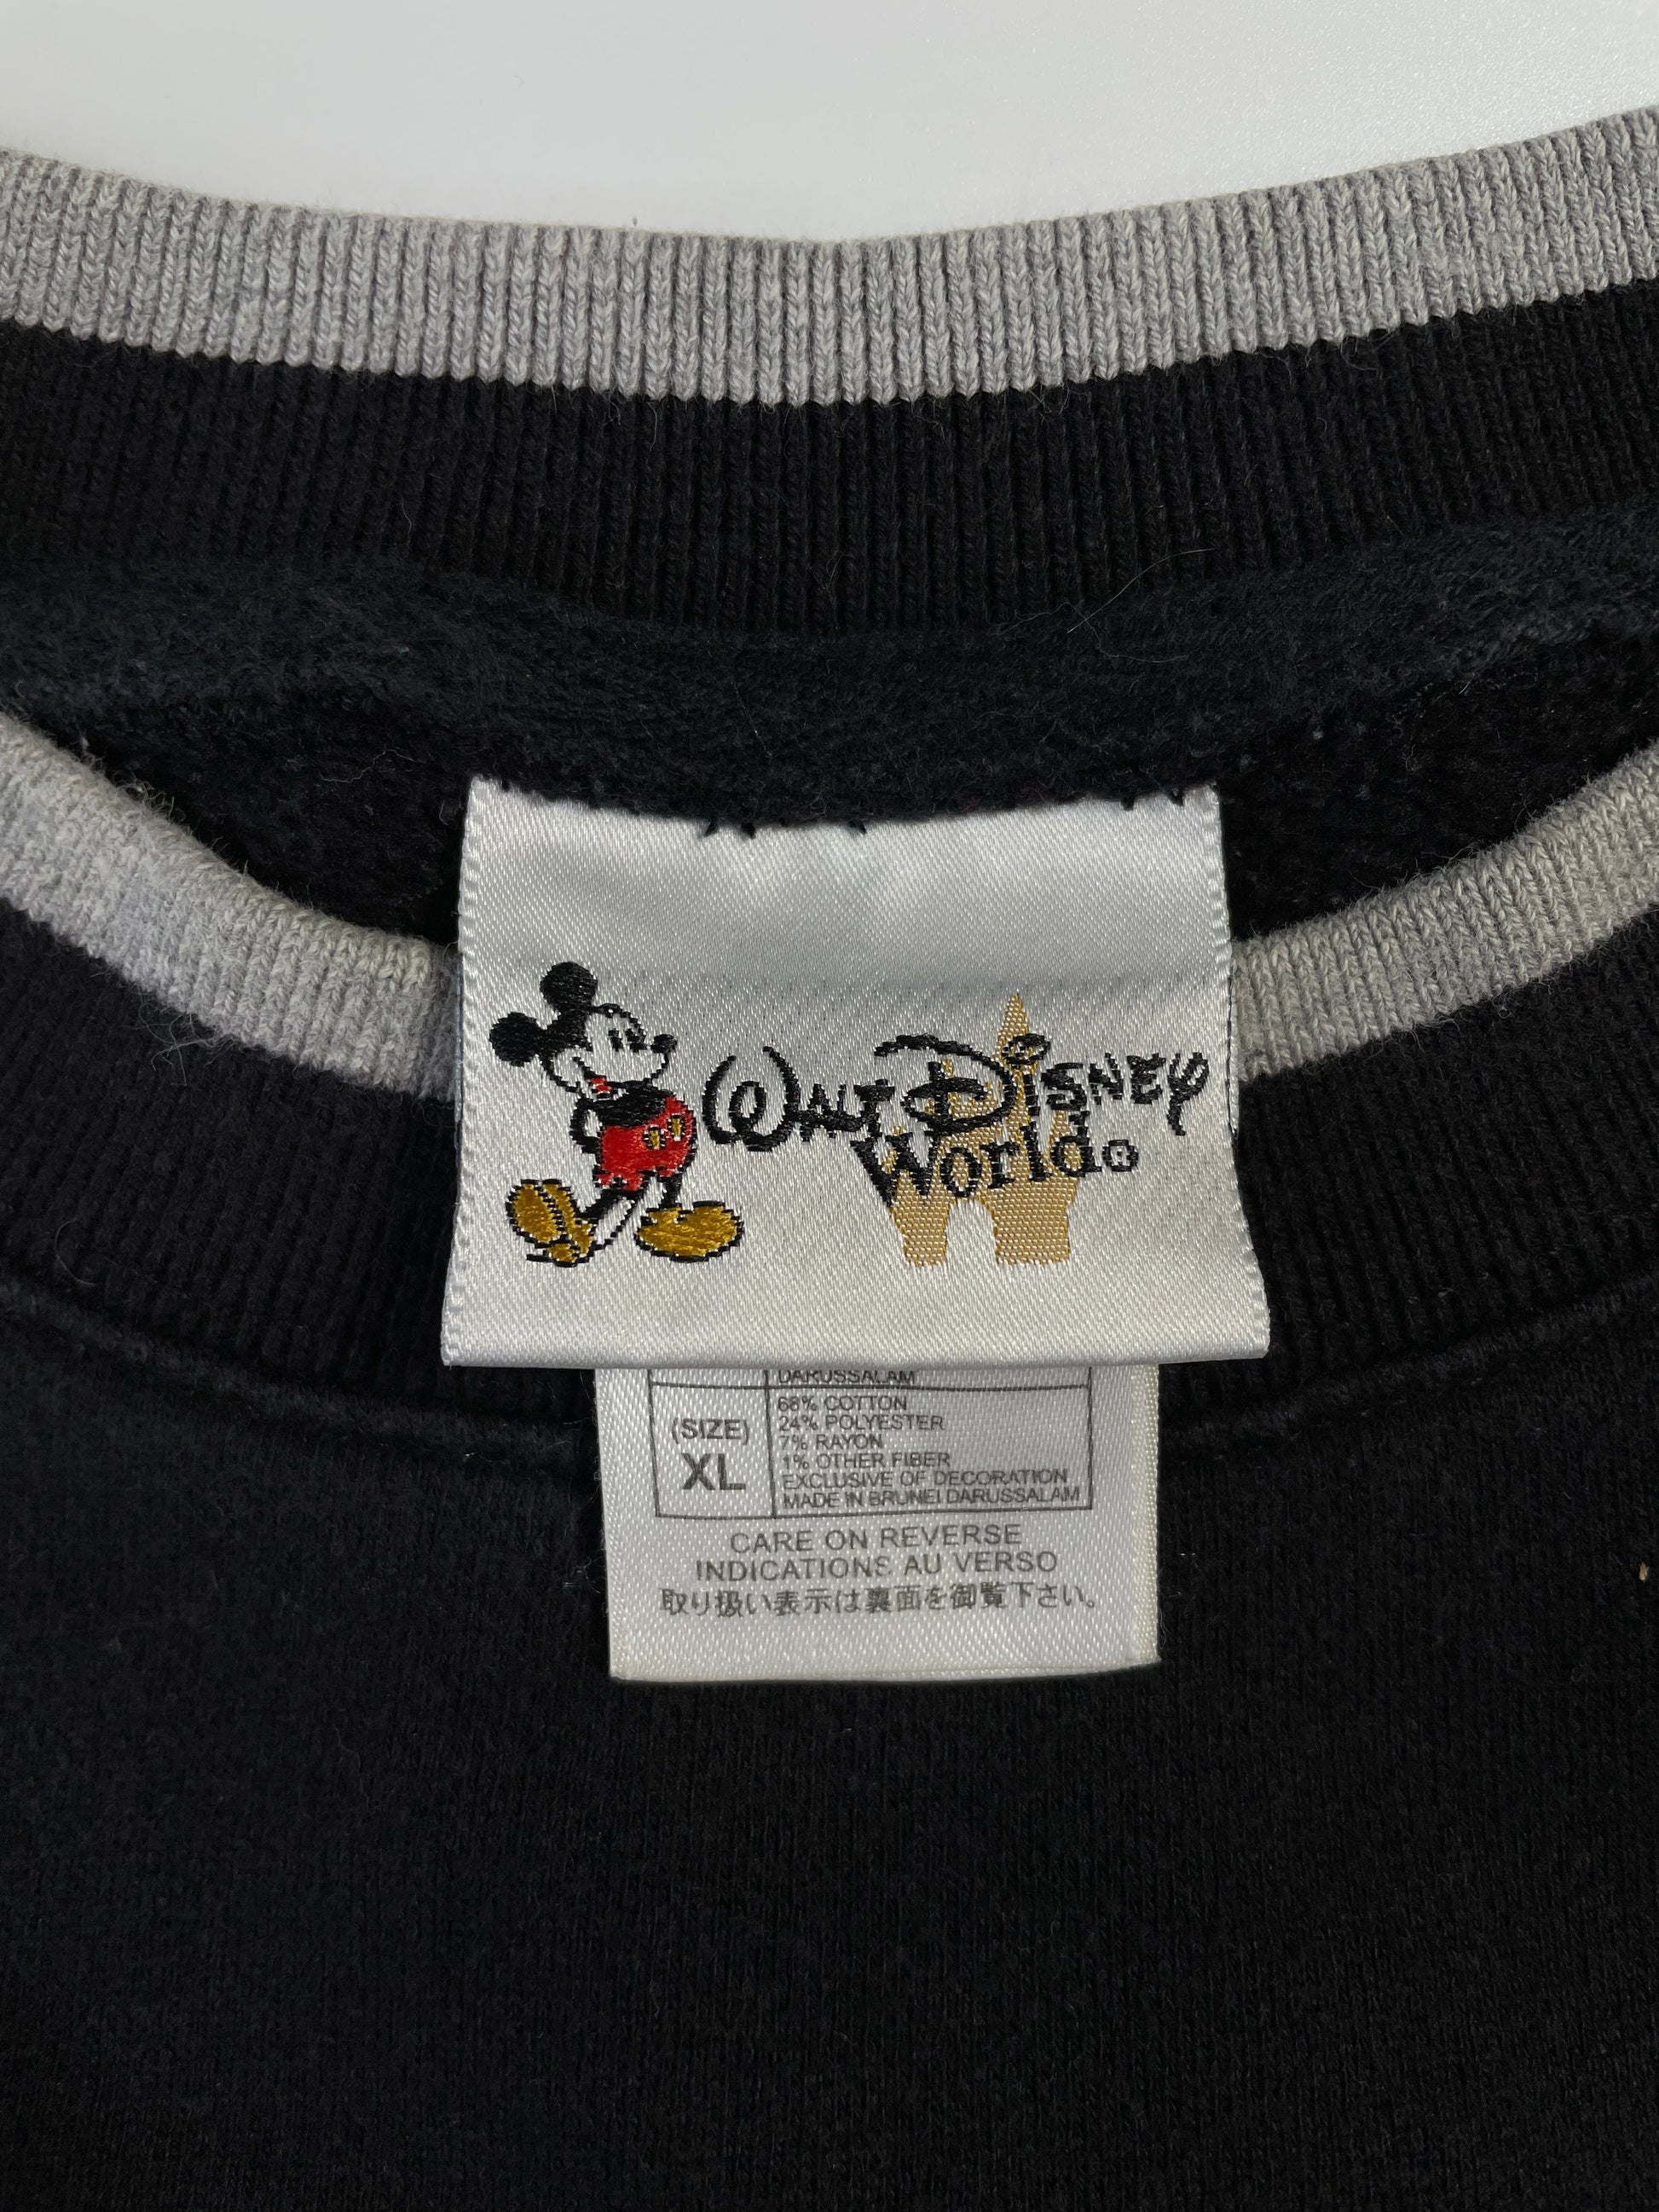 WALT DISNEY
World®
DARUSSALAM
(SIZE)
XL
68% COTTON
24% POLYESTER
7% RAYON
1% OTHER FIBER
EXCLUSIVE OF DECORATION
MADE IN BRUNEI DARUSSALAM
CARE ON REVERSE
INDICATIONS AU VERSO
取り扱い表示は裏面を御覧下さい。